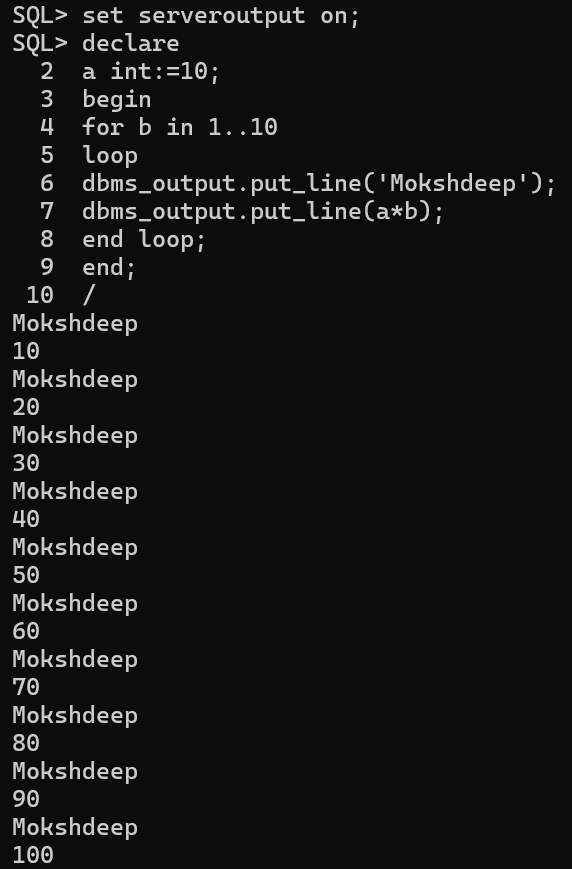 SQL> set serveroutput on;
SQL> declare
  2  a int:=10;
  3  begin
  4  for b in 1..10
  5  loop
  6  dbms_output.put_line('Mokshdeep');
  7  dbms_output.put_line(a*b);
  8  end loop;
  9  end;
 10  /
Mokshdeep
10
Mokshdeep
20
Mokshdeep
30
Mokshdeep
40
Mokshdeep
50
Mokshdeep
60
Mokshdeep
70
Mokshdeep
80
Mokshdeep
90
Mokshdeep
100